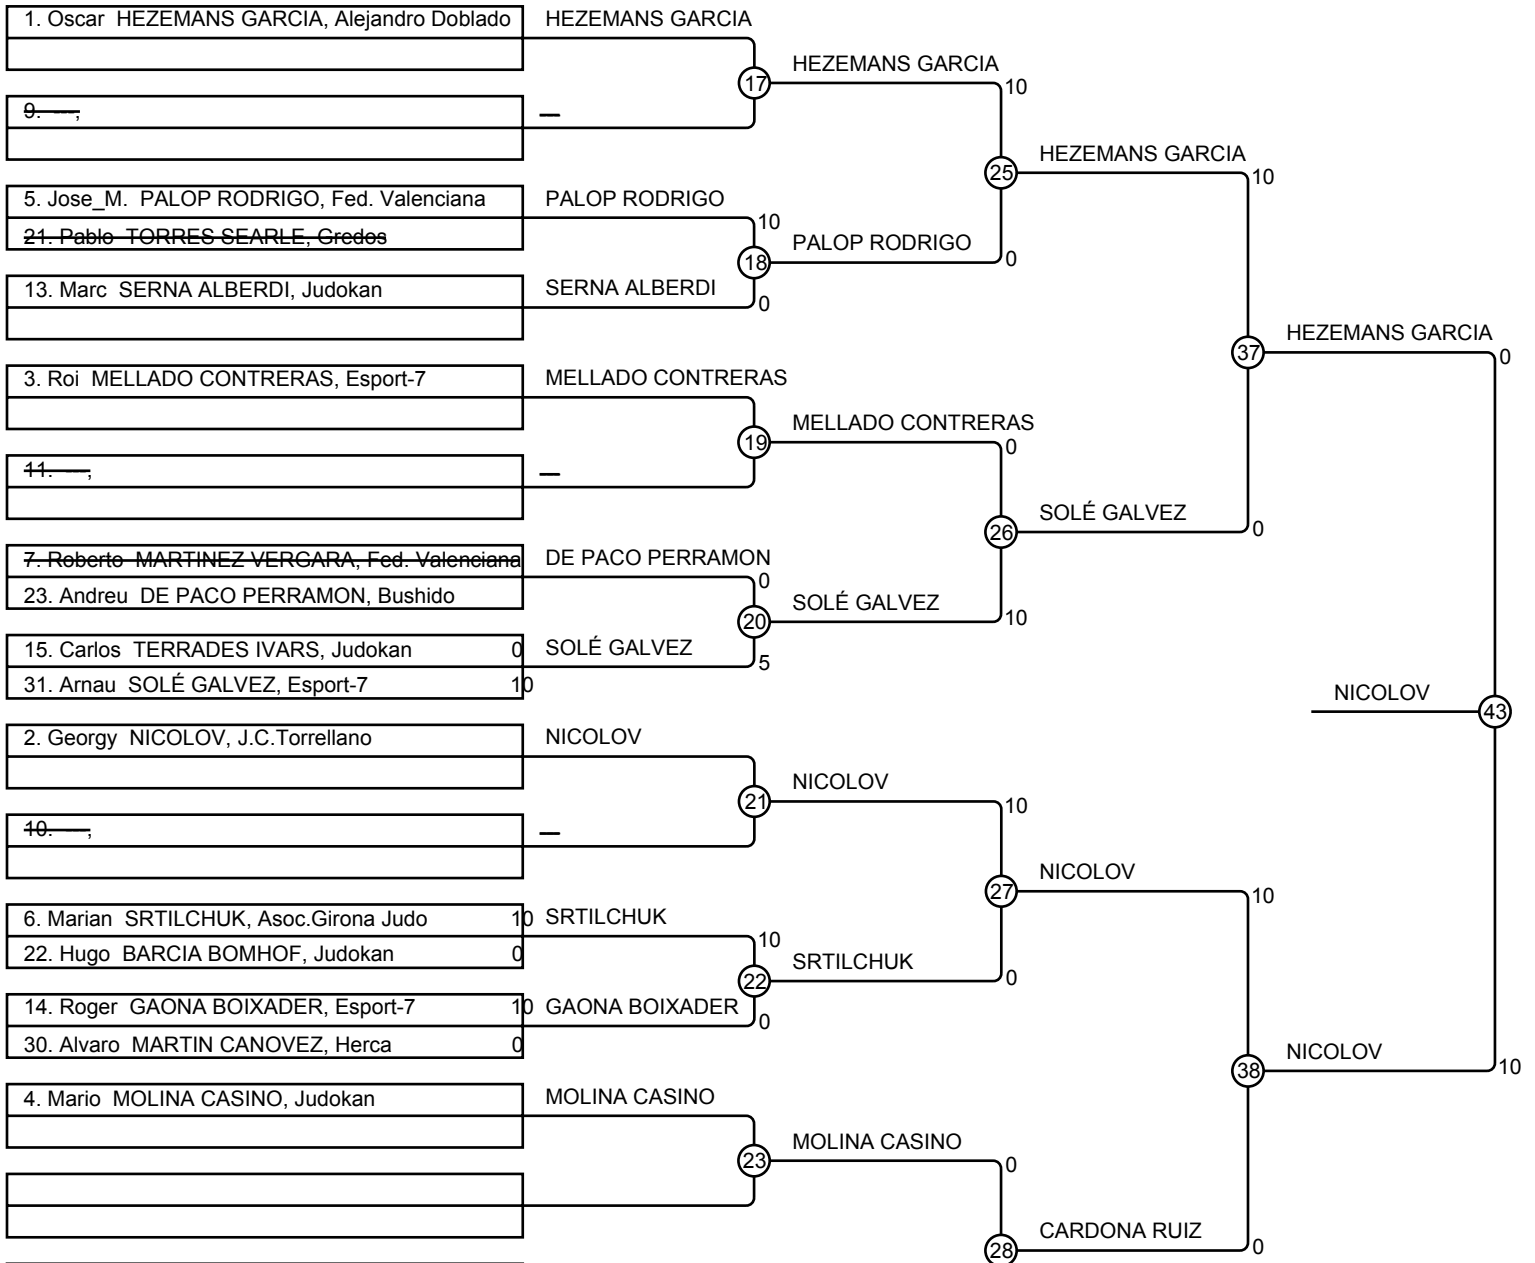 1. Oscar HEZEMANS GARCIA, Alejandro Doblado
HEZEMANS GARCIA
17
HEZEMANS GARCIA
10
9. ---,
—
25
HEZEMANS GARCIA
10
5. Jose_M. PALOP RODRIGO, Fed. Valenciana
PALOP RODRIGO
10
21. Pablo TORRES SEARLE, Gredos
18
PALOP RODRIGO
0
13. Marc SERNA ALBERDI, Judokan
SERNA ALBERDI
0
37
HEZEMANS GARCIA
0
3. Roi MELLADO CONTRERAS, Esport-7
MELLADO CONTRERAS
19
MELLADO CONTRERAS
0
11. ---,
—
26
SOLÉ GALVEZ
0
7. Roberto MARTINEZ VERGARA, Fed. Valenciana
DE PACO PERRAMON
0
23. Andreu DE PACO PERRAMON, Bushido
20
SOLÉ GALVEZ
10
15. Carlos TERRADES IVARS, Judokan 0
SOLÉ GALVEZ
5
31. Arnau SOLÉ GALVEZ, Esport-7 10
NICOLOV
43
2. Georgy NICOLOV, J.C.Torrellano
NICOLOV
21
NICOLOV
10
10. ---,
—
27
NICOLOV
10
6. Marian SRTILCHUK, Asoc.Girona Judo 10
SRTILCHUK
10
22. Hugo BARCIA BOMHOF, Judokan 0
22
SRTILCHUK
0
14. Roger GAONA BOIXADER, Esport-7 10
GAONA BOIXADER
0
30. Alvaro MARTIN CANOVEZ, Herca 0
38
NICOLOV
10
4. Mario MOLINA CASINO, Judokan
MOLINA CASINO
23
MOLINA CASINO
0
28
CARDONA RUIZ
0